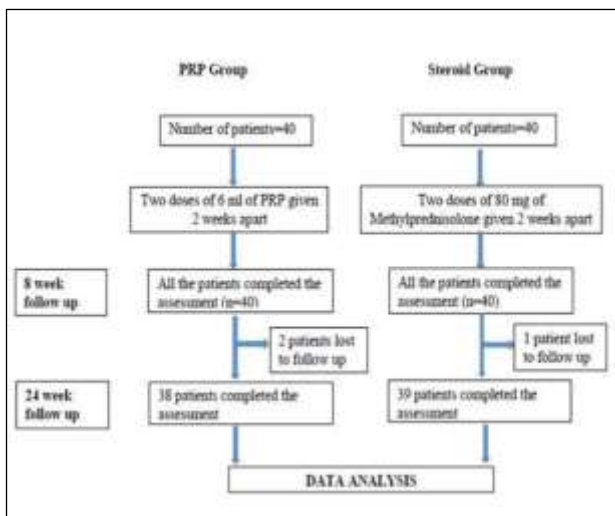 PRP Group
Steroid Group
Number of patients=40
Number of patients=40
Two doses of 6 ml of PRP given
2 weeks apart
Two doses of 80 mg of
Methylprednisolone given 2 weeks apart
8 week
follow up
All the patients completed the
assessment (n=40)
All the patients completed the
assessment (n=40)
2 patients lost
to follow up
1 patient lost
to follow up
24 week
follow up
38 patients completed the
assessment
39 patients completed the
assessment
DATA ANALYSIS